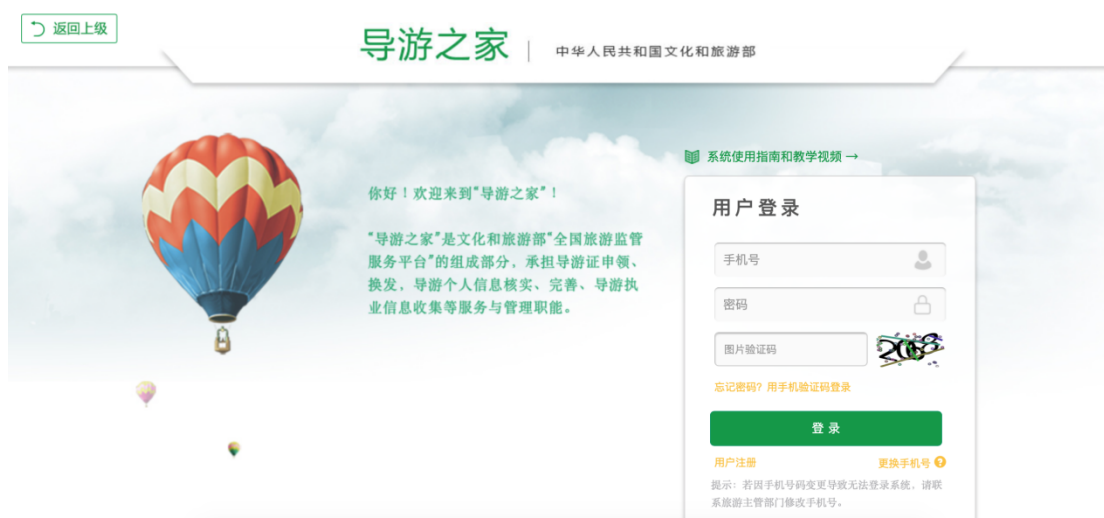 返回上级
导游之家
中华人民共和国文化和旅游部
系统使用指南和教学视频 →
你好！欢迎来到“导游之家”！
“导游之家”是文化和旅游部“全国旅游监管
服务平台”的组成部分，承担导游证申领、
换发，导游个人信息核实、完善、导游执
业信息收集等服务与管理职能。
用户登录
手机号
密码
图片验证码
2068
忘记密码？用手机验证码登录
登 录
用户注册
更换手机号 ?
提示：若因手机号码变更导致无法登录系统，请联
系旅游主管部门修改手机号。